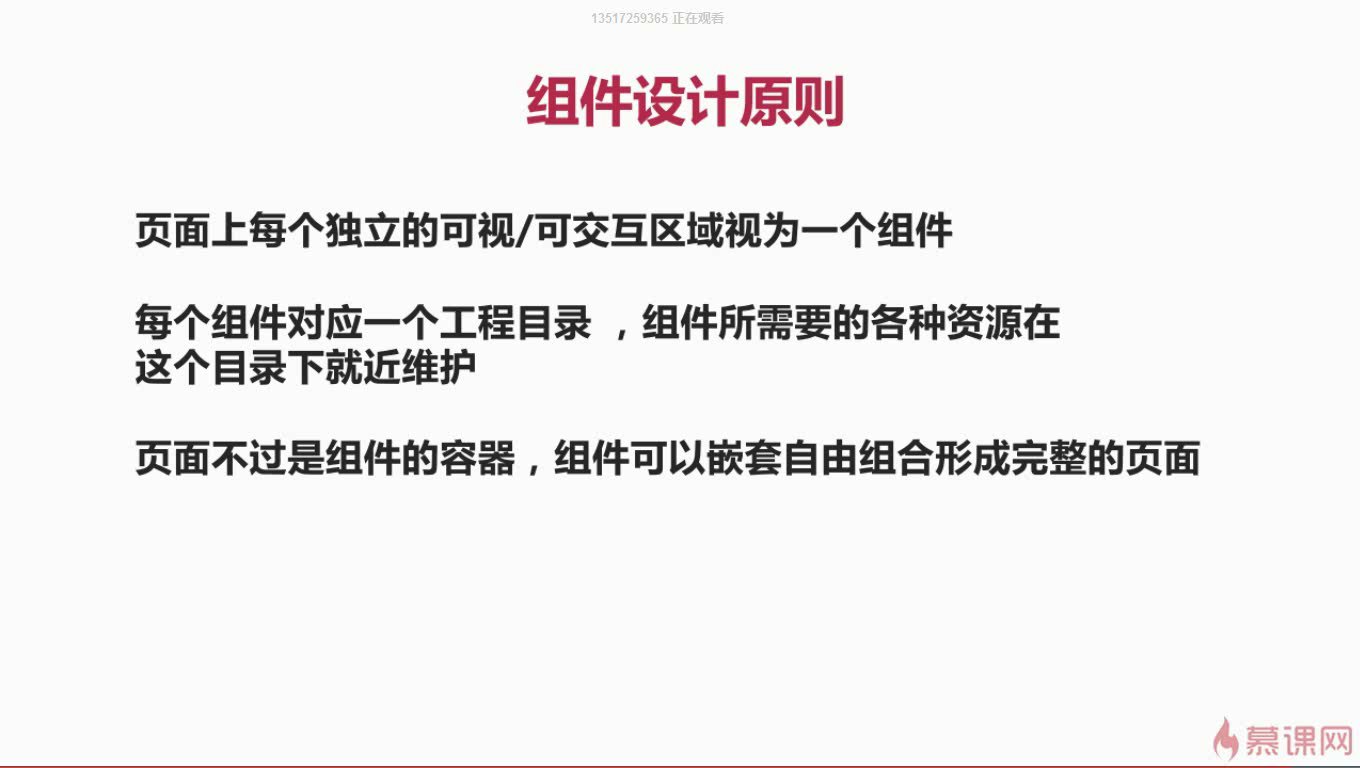 13517259365 正在观看
组件设计原则
页面上每个独立的可视/可交互区域视为一个组件
每个组件对应一个工程目录 ，组件所需要的各种资源在
这个目录下就近维护
页面不过是组件的容器，组件可以嵌套自由组合形成完整的页面
慕课网